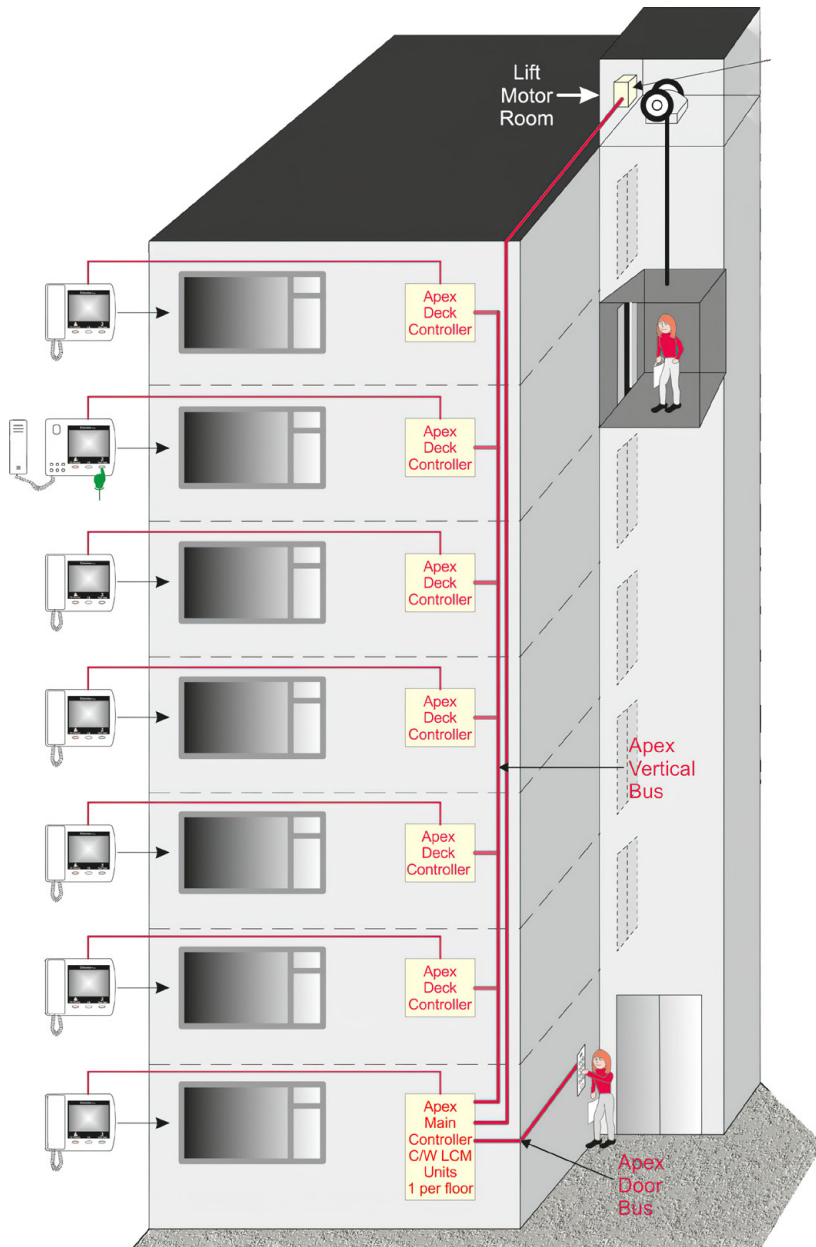 Lift
Motor
Room
Apex
Deck
Controller
Apex
Deck
Controller
Apex
Deck
Controller
Apex
Deck
Controller
Apex
Vertical
Bus
Apex
Deck
Controller
Apex
Deck
Controller
Apex
Main
Controller
C/W LCM
Units
1 per floor
Apex
Door
Bus